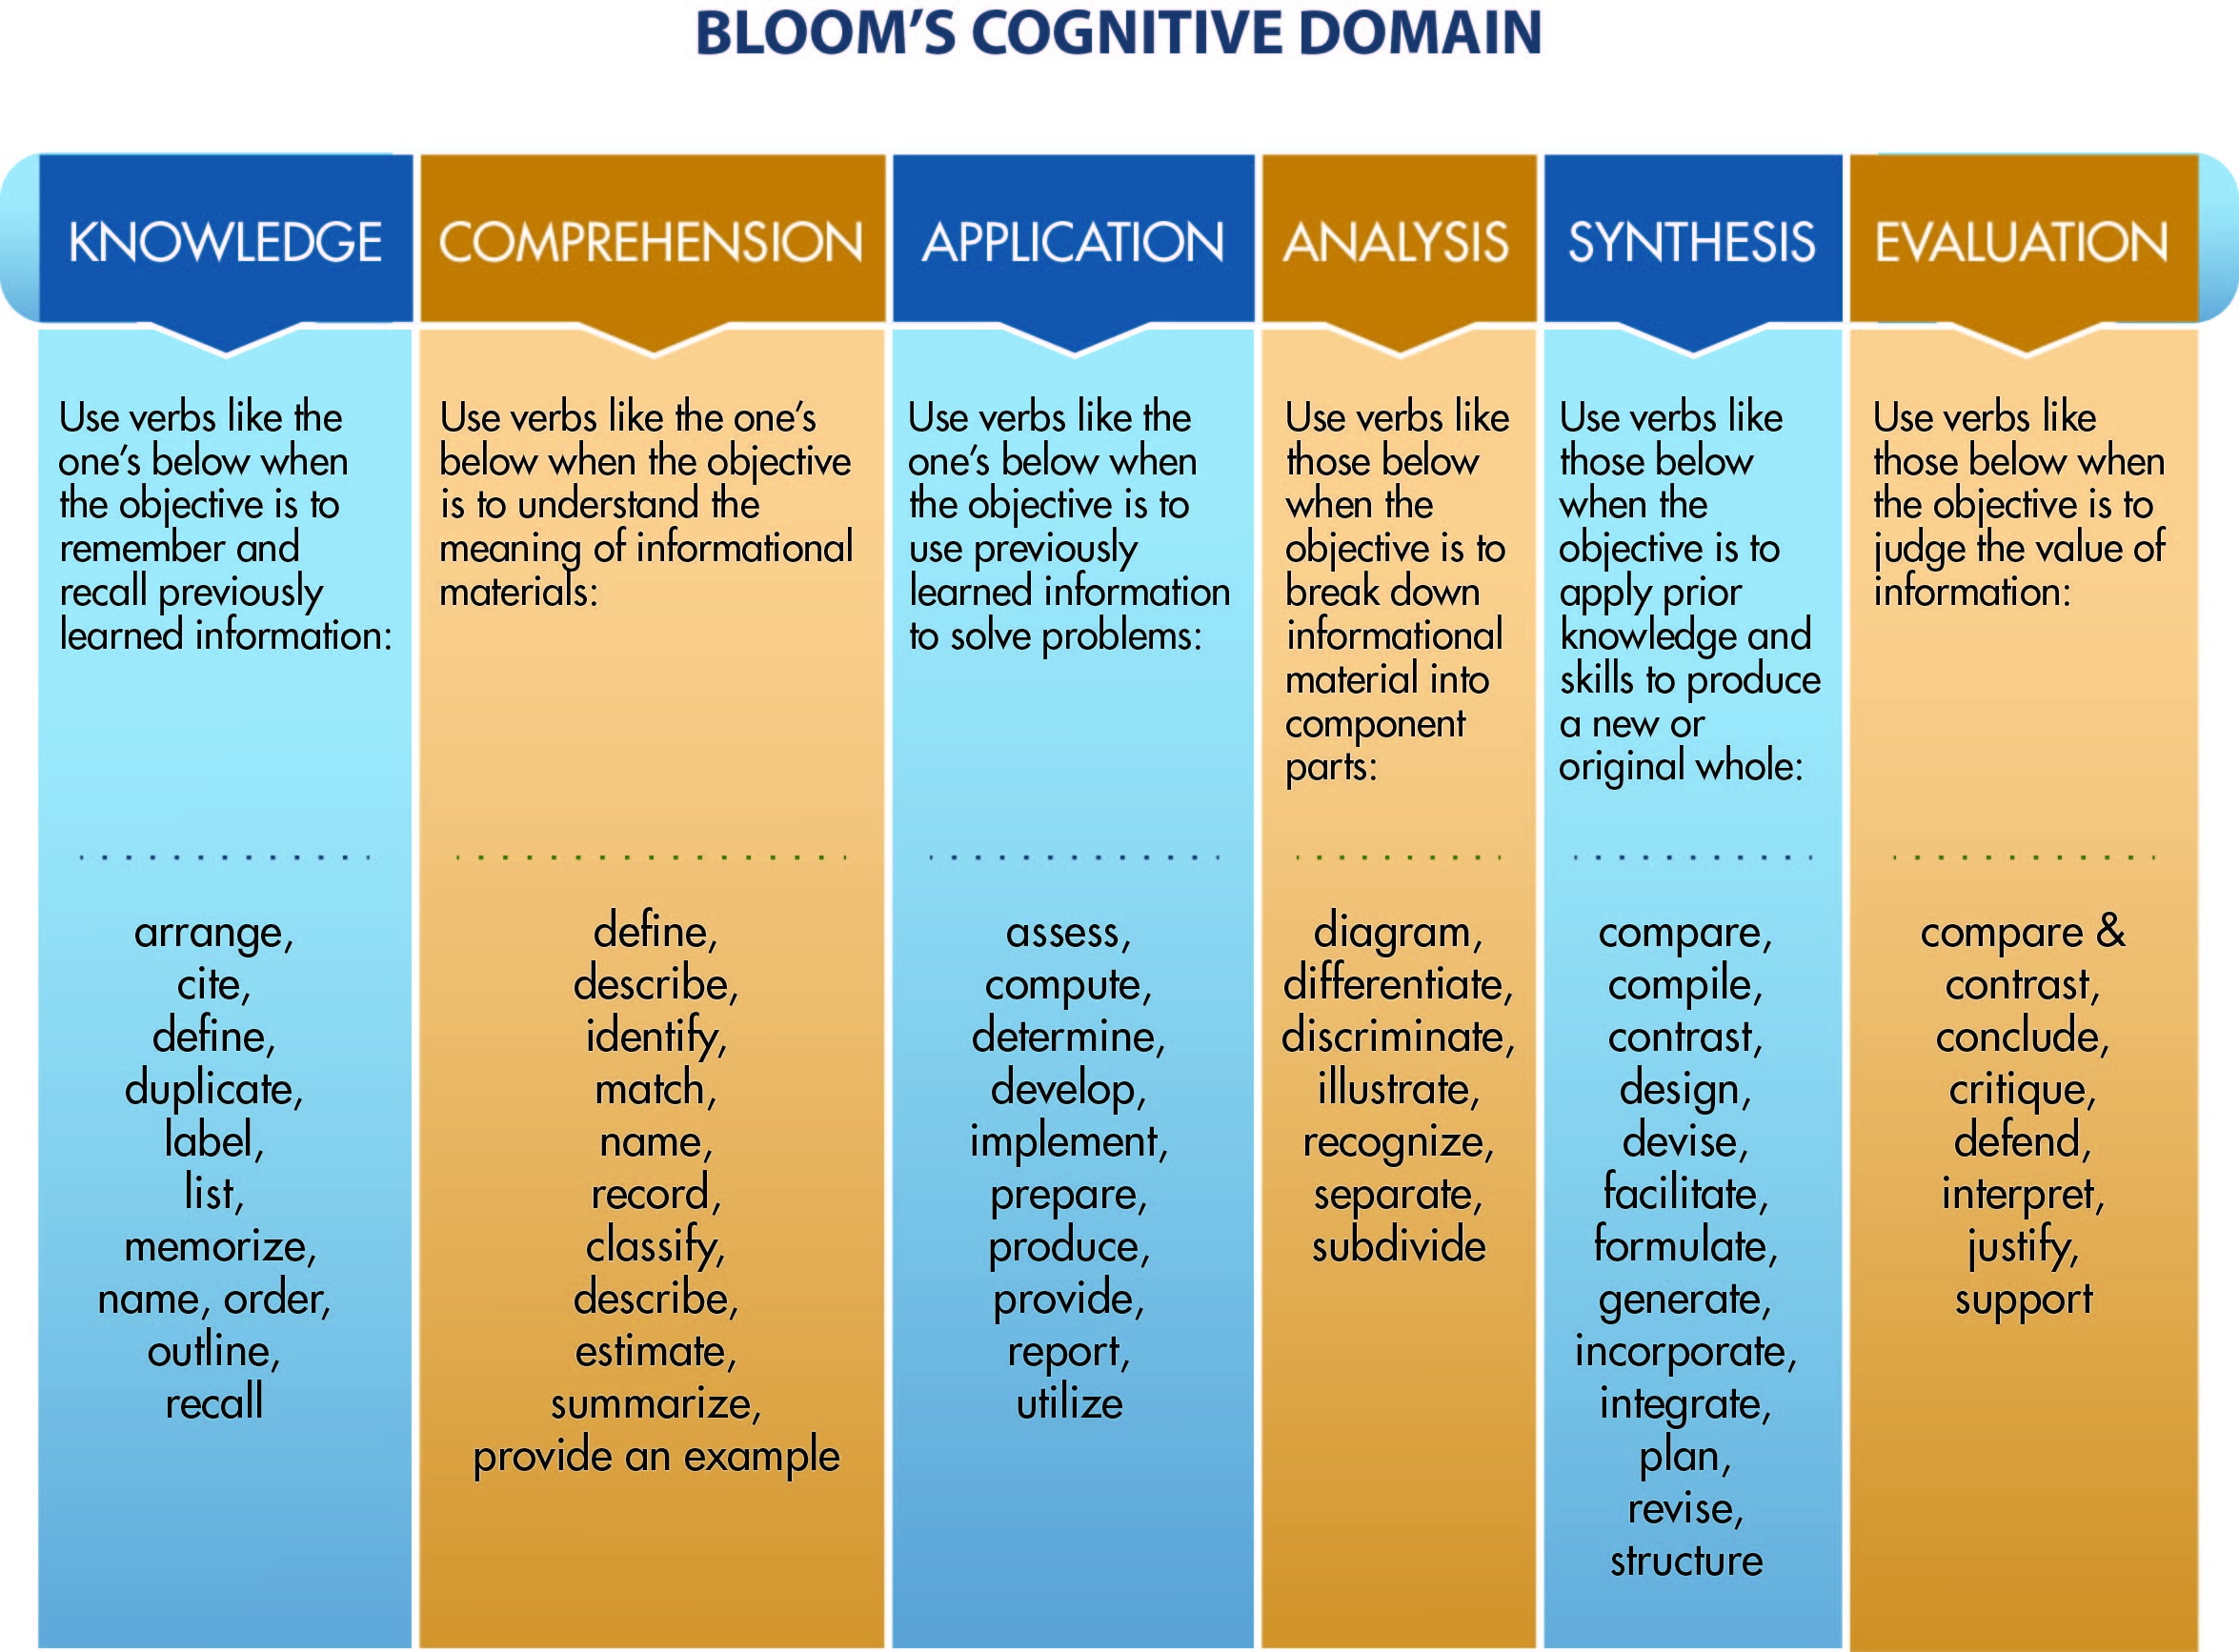 BLOOM'S COGNITIVE DOMAIN
KNOWLEDGE
Use verbs like the
one's below when
the objective is to
remember and
recall previously
learned information:
arrange,
cite,
define,
duplicate,
label,
list,
memorize,
name, order,
outline,
recall
COMPREHENSION
Use verbs like the one's
below when the objective
is to understand the
meaning of informational
materials:
define,
describe,
identify,
match,
name,
record,
classify,
describe,
estimate,
summarize,
provide an example
APPLICATION
Use verbs like the
one's below when
the objective is to
use previously
learned information
to solve problems:
assess,
compute,
determine,
develop,
implement,
prepare,
produce,
provide,
report,
utilize
ANALYSIS
Use verbs like
those below
when the
objective is to
break down
informational
material into
component
parts:
diagram,
differentiate,
discriminate,
illustrate,
recognize,
separate,
subdivide
SYNTHESIS
Use verbs like
those below
when the
objective is to
apply prior
knowledge and
skills to produce
a new or
original whole:
compare,
compile,
contrast,
design,
devise,
facilitate,
formulate,
generate,
incorporate,
integrate,
plan,
revise,
structure
EVALUATION
Use verbs like
those below when
the objective is to
judge the value of
information:
compare &
contrast,
conclude,
critique,
defend,
interpret,
justify,
support